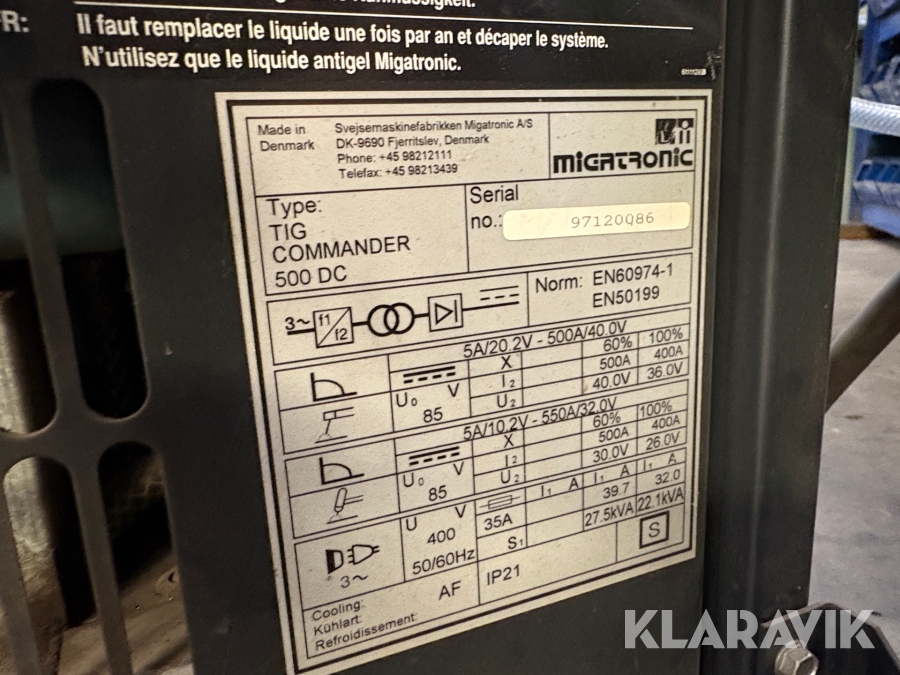 FR:
Il faut remplacer le liquide une fois par an et décaper le système.
N'utilisez que le liquide antigel Migatronic.
Made in
Denmark
Svejsemaskinefabrikken Migatronic A/S
DK-9690 Fjerritslev, Denmark
Phone: +45 98212111
Telefax: +45 98213439
MIGATRONIC
Type:
TIG
COMMANDER
500 DC
Serial
no.: 97120Q86
Norm: EN60974-1
EN50199
3~ f1 f2
5A/20.2V - 500A/40.0V
X 60% 100%
I2 500A 400A
U2 40.0V 36.0V
U0 V
85
5A/10.2V - 550A/32.0V
X 60% 100%
I2 500A 400A
U2 30.0V 26.0V
U0 V
85
3~
U V
400
50/60Hz
35A
I1 A I1 A I1 A
39.7 32.0
S1 27.5kVA 22.1kVA
Cooling:
Kühlart:
Refroidissement:
AF
IP21
S
KLARAVIK